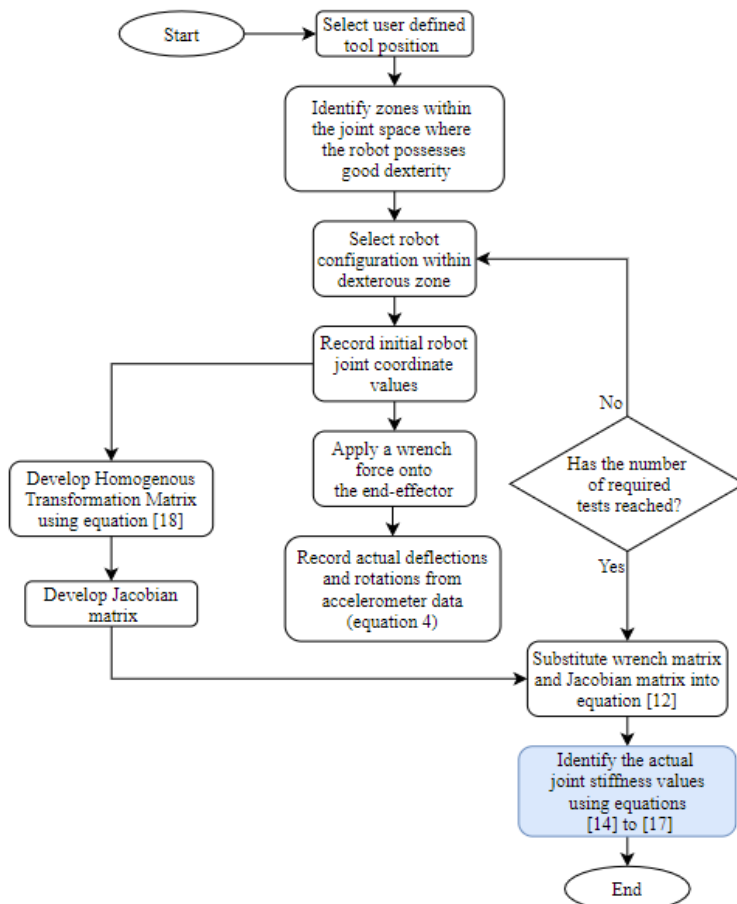 Start
Select user defined
tool position
Identify zones within
the joint space where
the robot possesses
good dexterity
Select robot
configuration within
dexterous zone
Record initial robot
joint coordinate
values
No
Apply a wrench
force onto
the end-effector
Has the number
of required
tests reached?
Develop Homogenous
Transformation Matrix
using equation [18]
Record actual deflections
and rotations from
accelerometer data
(equation 4)
Yes
Develop Jacobian
matrix
Substitute wrench matrix
and Jacobian matrix into
equation [12]
Identify the actual
joint stiffness values
using equations
[14] to [17]
End